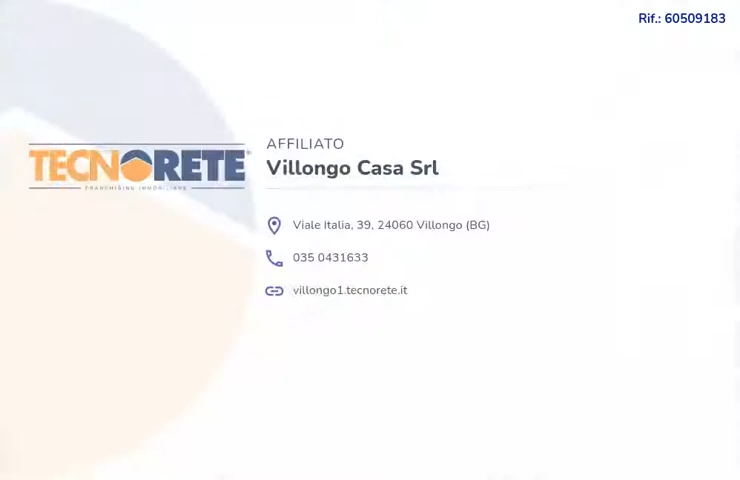 Rif.: 60509183
AFFILIATO
TECNORETE
Villongo Casa Srl
FRANCHISING IMMOBILIARE
Viale Italia, 39, 24060 Villongo (BG)
035 0431633
villongo1.tecnorete.it